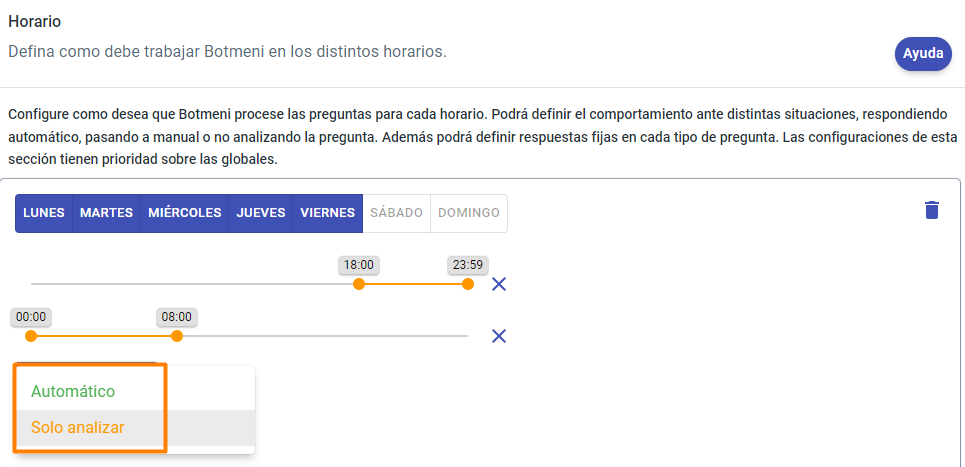 Horario
Defina como debe trabajar Botmeni en los distintos horarios.
Ayuda
Configure como desea que Botmeni procese las preguntas para cada horario. Podrá definir el comportamiento ante distintas situaciones, respondiendo
automático, pasando a manual o no analizando la pregunta. Además podrá definir respuestas fijas en cada tipo de pregunta. Las configuraciones de esta
sección tienen prioridad sobre las globales.
LUNES MARTES MIÉRCOLES JUEVES VIERNES SÁBADO DOMINGO
18:00 23:59
00:00 08:00
Automático
Solo analizar